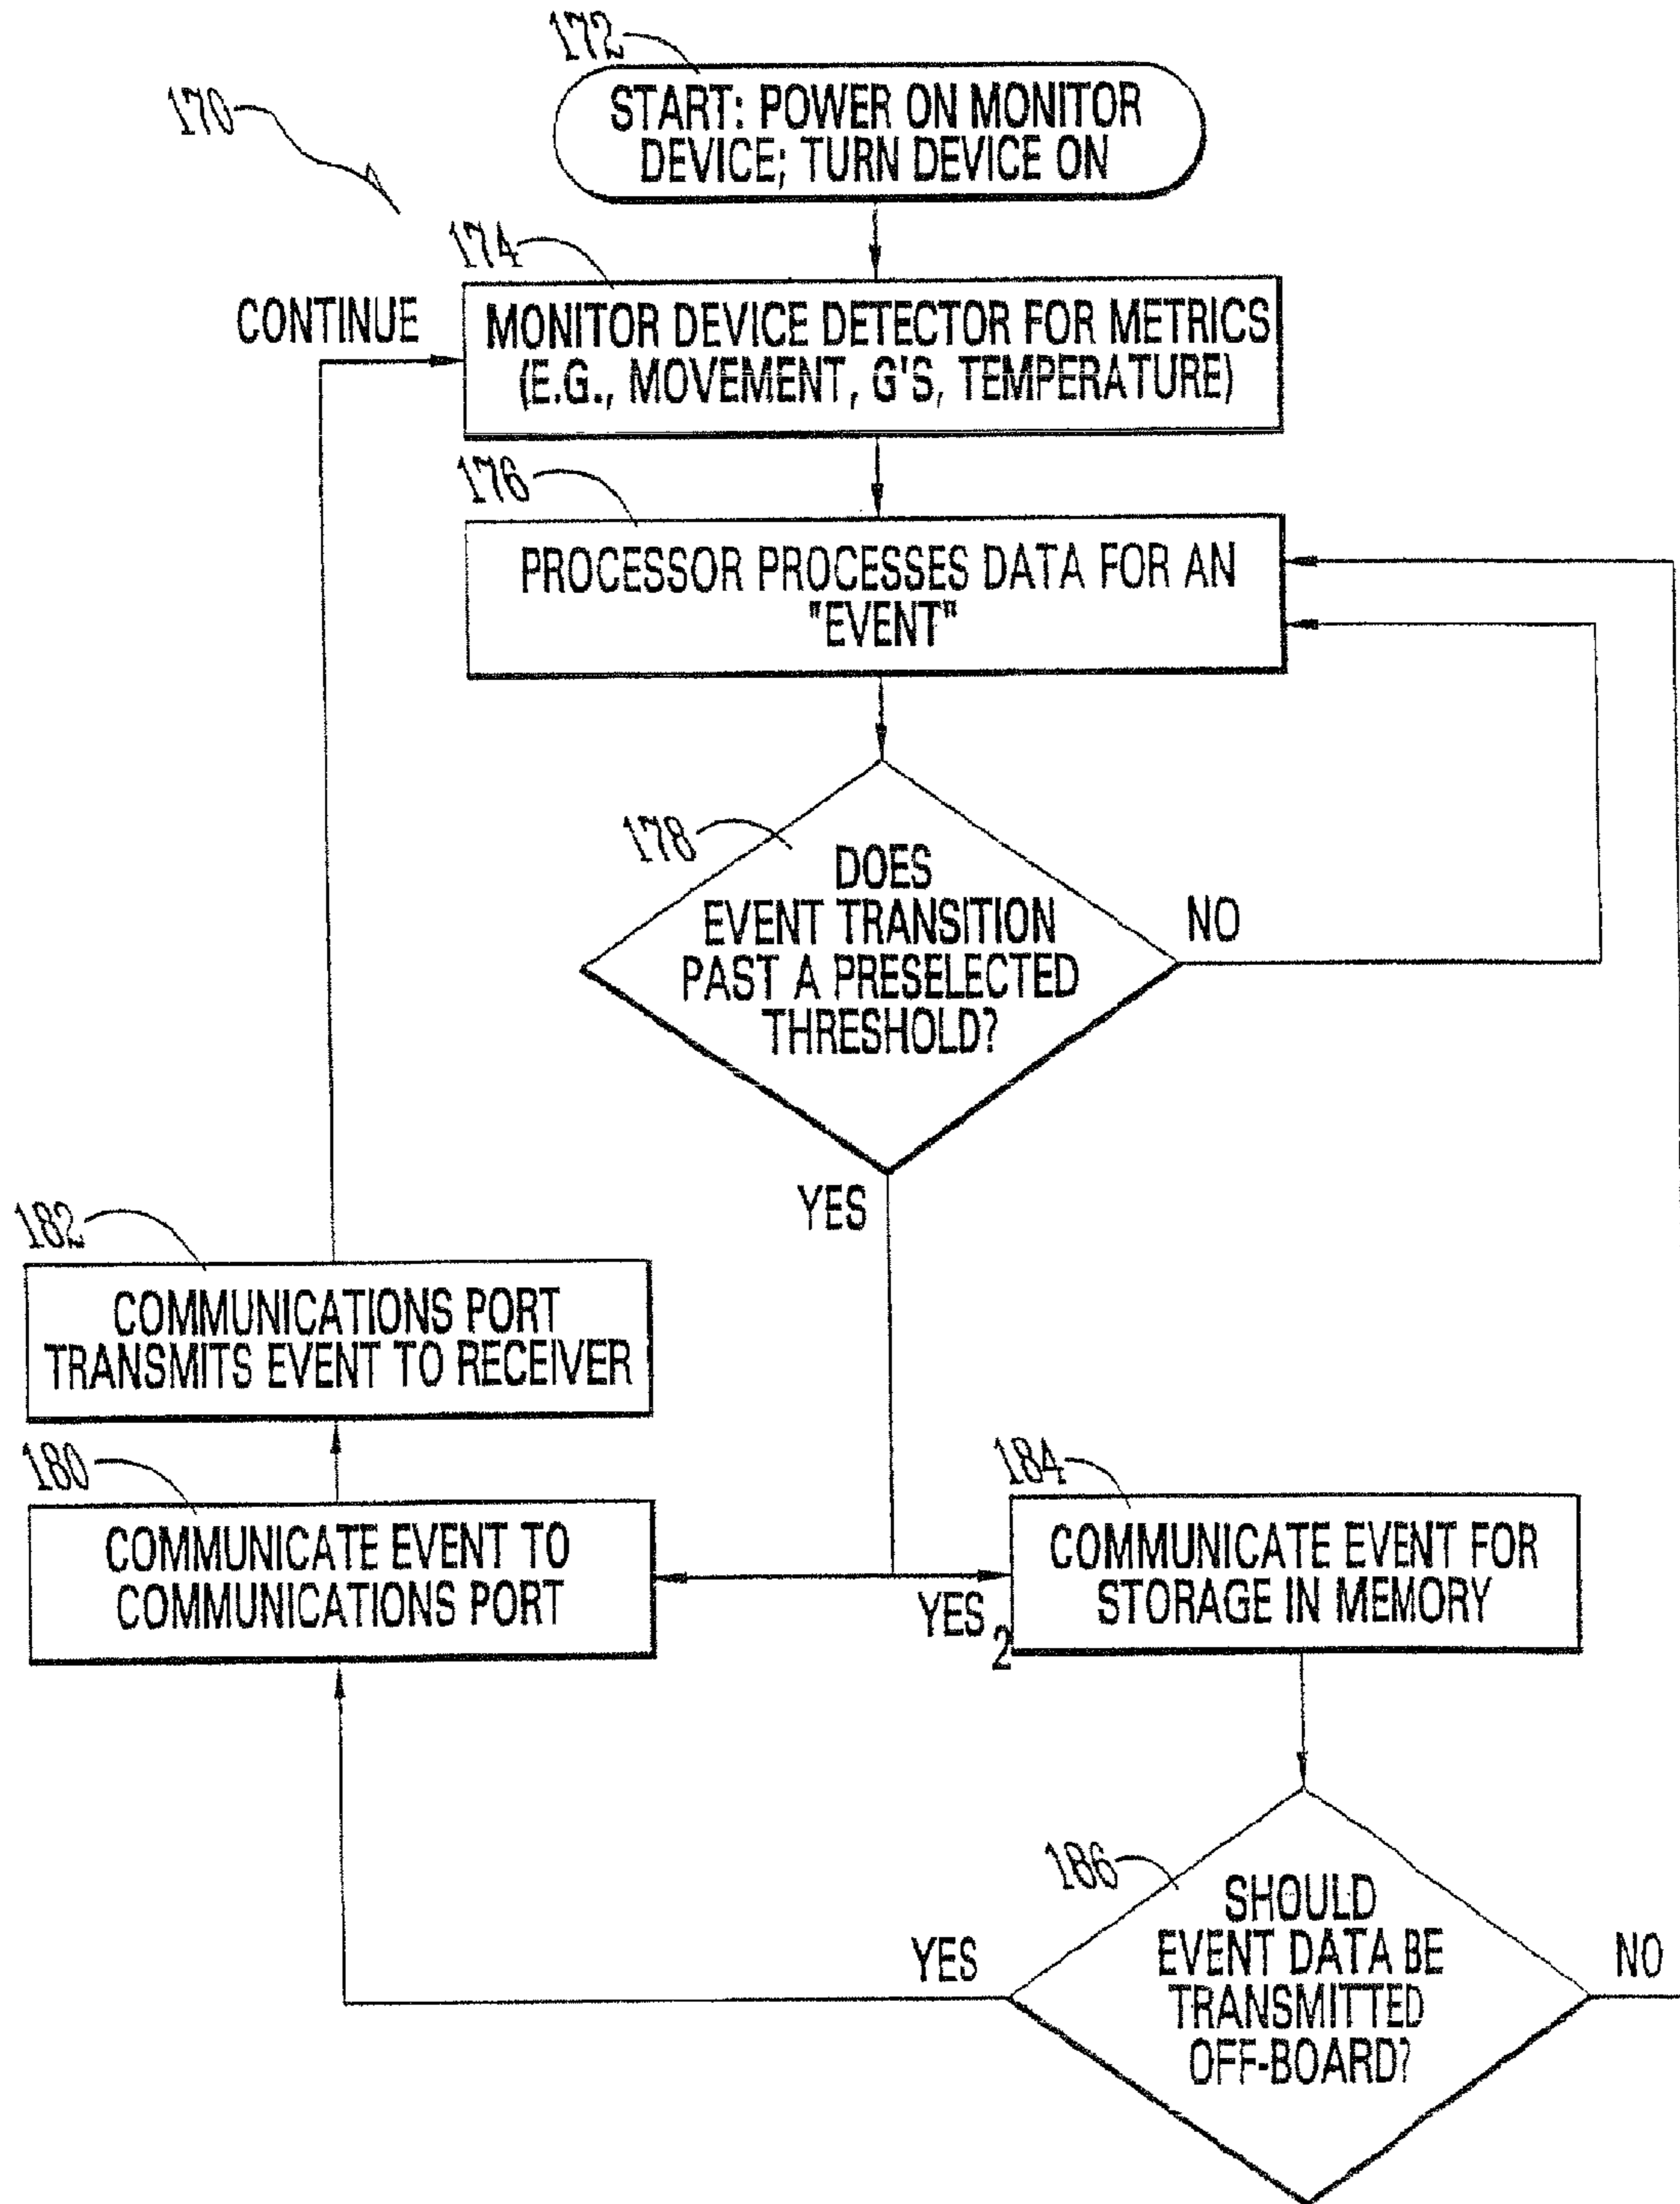 172
START: POWER ON MONITOR
DEVICE; TURN DEVICE ON
170
174
CONTINUE
MONITOR DEVICE DETECTOR FOR METRICS
(E.G., MOVEMENT, G'S, TEMPERATURE)
176
PROCESSOR PROCESSES DATA FOR AN
"EVENT"
178
DOES
EVENT TRANSITION
PAST A PRESELECTED
THRESHOLD?
NO
YES
182
COMMUNICATIONS PORT
TRANSMITS EVENT TO RECEIVER
180
COMMUNICATE EVENT TO
COMMUNICATIONS PORT
YES 2
184
COMMUNICATE EVENT FOR
STORAGE IN MEMORY
186
SHOULD
EVENT DATA BE
TRANSMITTED
OFF-BOARD?
YES
NO